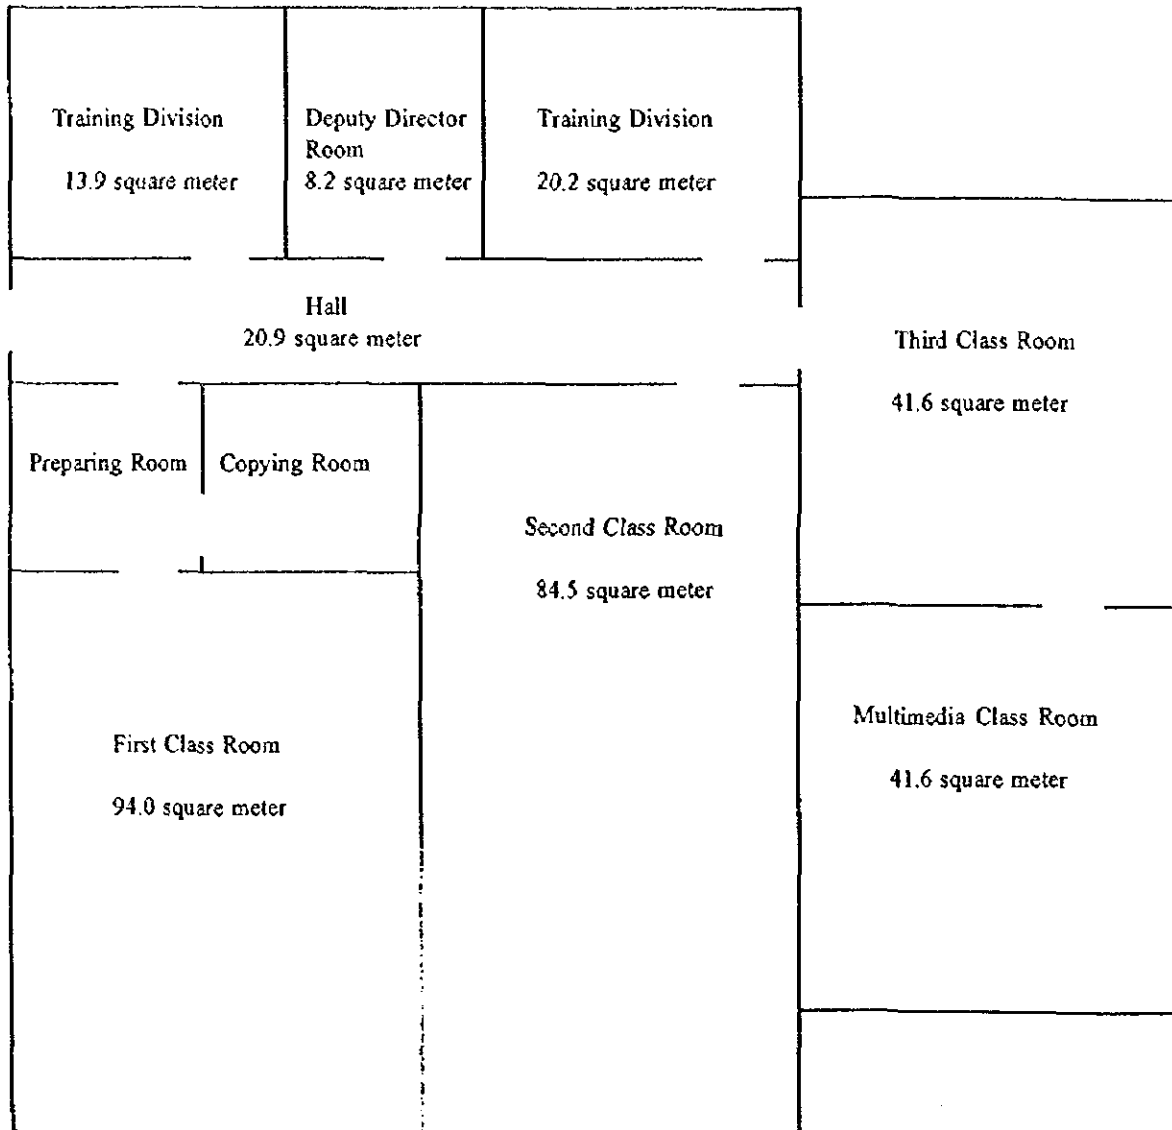 Training Division
13.9 square meter
Deputy Director
Room
8.2 square meter
Training Division
20.2 square meter
Hall
20.9 square meter
Third Class Room
41.6 square meter
Preparing Room
Copying Room
Second Class Room
84.5 square meter
First Class Room
94.0 square meter
Multimedia Class Room
41.6 square meter